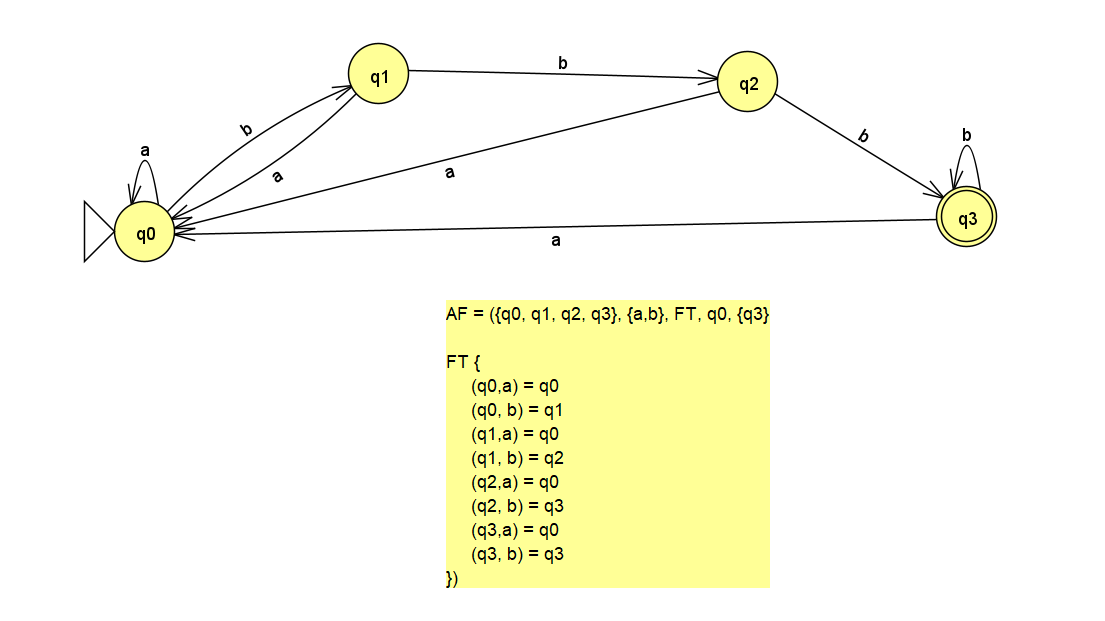 q1
b
q2
b
a
b
a
a
b
q0
q3
a
AF = ({q0, q1, q2, q3}, {a,b}, FT, q0, {q3}
FT {
(q0,a) = q0
(q0, b) = q1
(q1,a) = q0
(q1, b) = q2
(q2,a) = q0
(q2, b) = q3
(q3,a) = q0
(q3, b) = q3
})